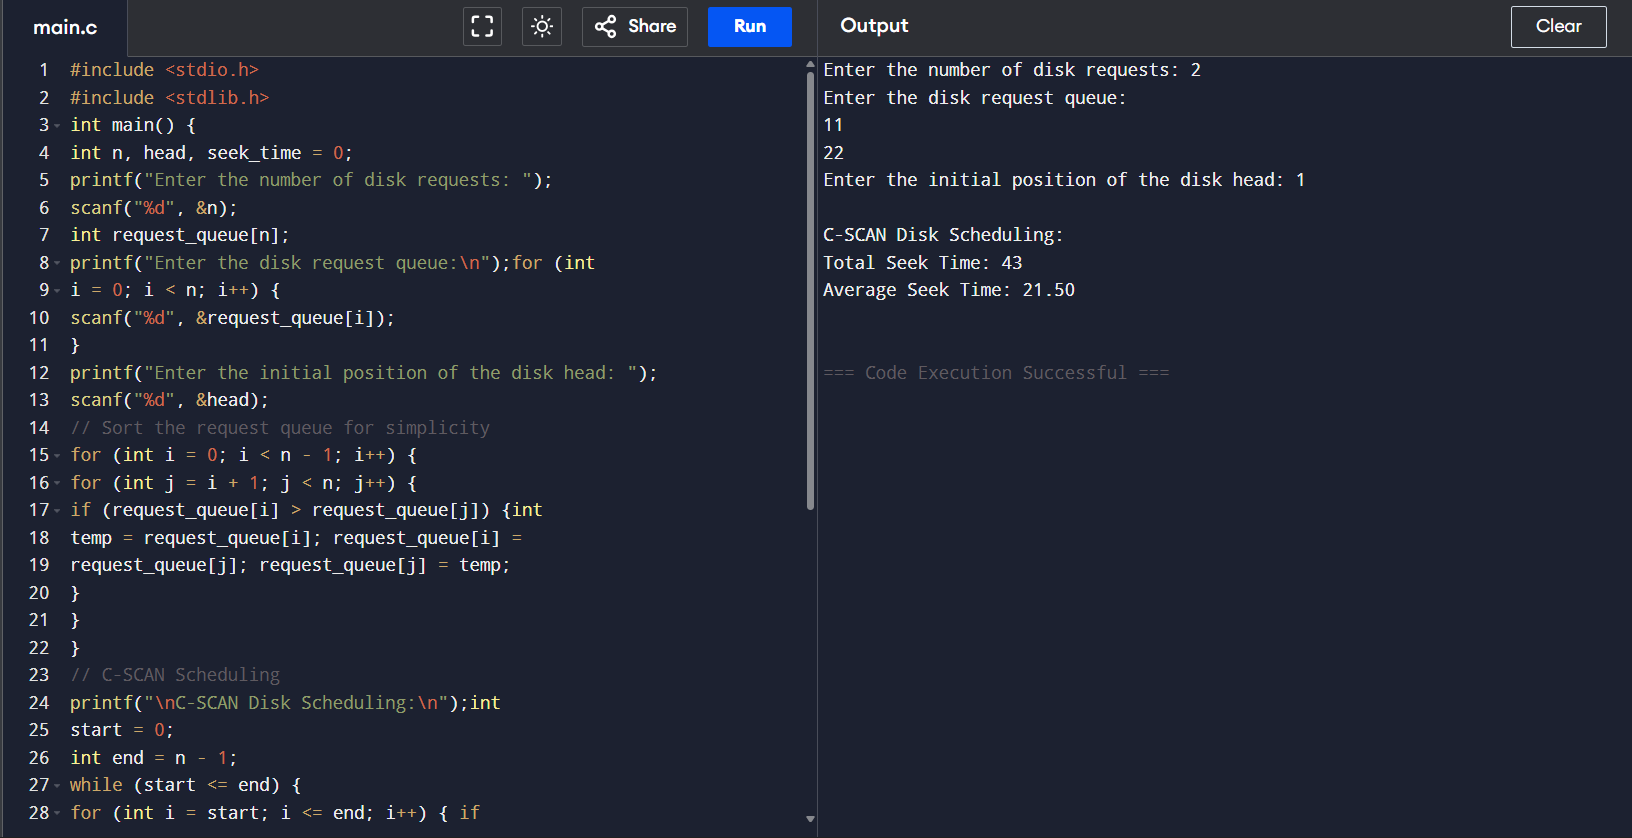 main.c
Share
Run
Output
Clear
1 #include <stdio.h>
2 #include <stdlib.h>
3 int main() {
4 int n, head, seek_time = 0;
5 printf("Enter the number of disk requests: ");
6 scanf("%d", &n);
7 int request_queue[n];
8 printf("Enter the disk request queue:\n");for (int
9 i = 0; i < n; i++) {
10 scanf("%d", &request_queue[i]);
11 }
12 printf("Enter the initial position of the disk head: ");
13 scanf("%d", &head);
14 // Sort the request queue for simplicity
15 for (int i = 0; i < n - 1; i++) {
16 for (int j = i + 1; j < n; j++) {
17 if (request_queue[i] > request_queue[j]) {int
18 temp = request_queue[i]; request_queue[i] =
19 request_queue[j]; request_queue[j] = temp;
20 }
21 }
22 }
23 // C-SCAN Scheduling
24 printf("\nC-SCAN Disk Scheduling:\n");int
25 start = 0;
26 int end = n - 1;
27 while (start <= end) {
28 for (int i = start; i <= end; i++) { if
Enter the number of disk requests: 2
Enter the disk request queue:
11
22
Enter the initial position of the disk head: 1
C-SCAN Disk Scheduling:
Total Seek Time: 43
Average Seek Time: 21.50
=== Code Execution Successful ===